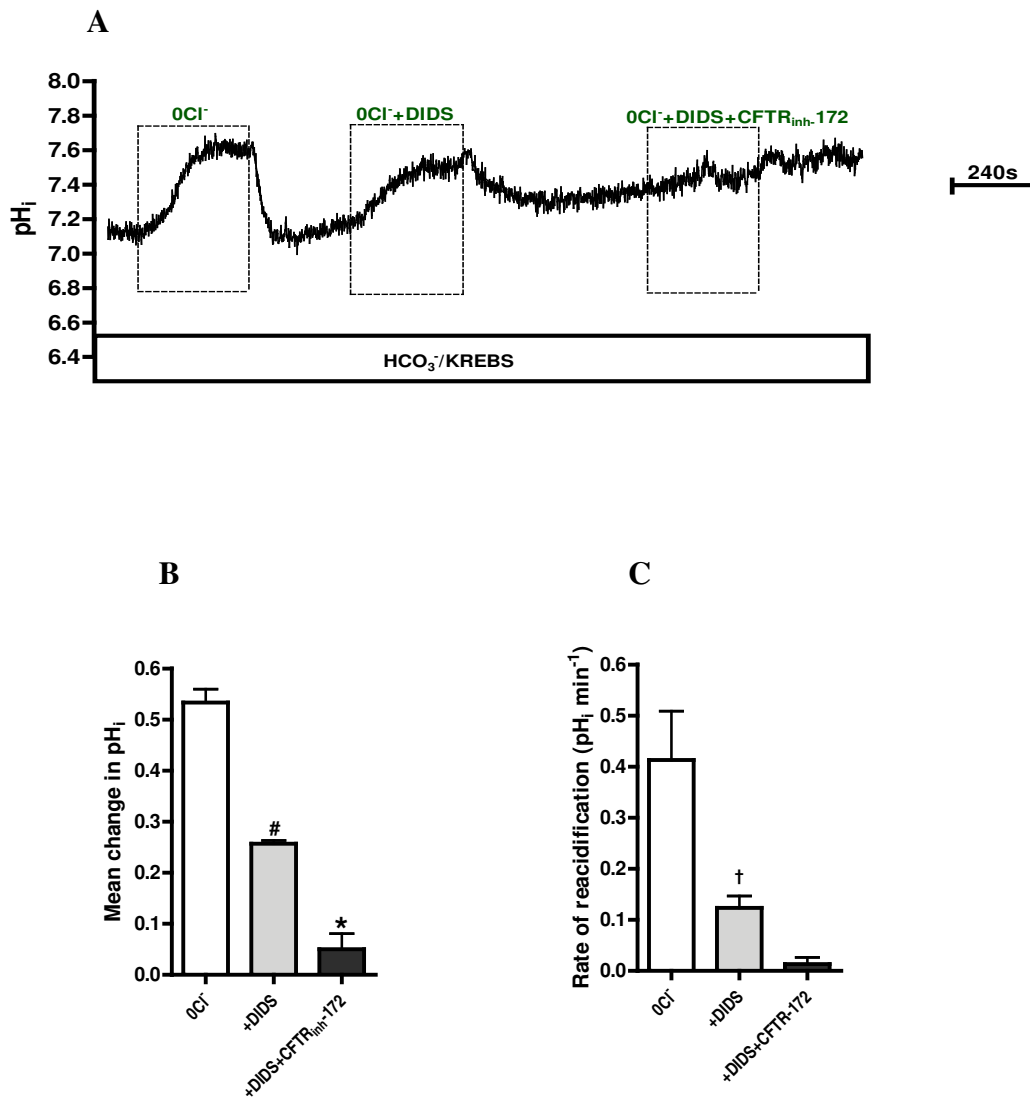 A
8.0
7.8
7.6
7.4
7.2
7.0
6.8
6.6
6.4
pHᵢ
0Cl⁻
0Cl⁻+DIDS
0Cl⁻+DIDS+CFTRᵢₙₕ-172
240s
HCO₃⁻/KREBS
B
0.6
0.5
0.4
0.3
0.2
0.1
0.0
Mean change in pHᵢ
#
*
0Cl⁻
+DIDS
+DIDS+CFTRᵢₙₕ-172
C
0.6
0.5
0.4
0.3
0.2
0.1
0.0
Rate of reacidification (pHᵢ min⁻¹)
†
0Cl⁻
+DIDS
+DIDS+CFTR-172